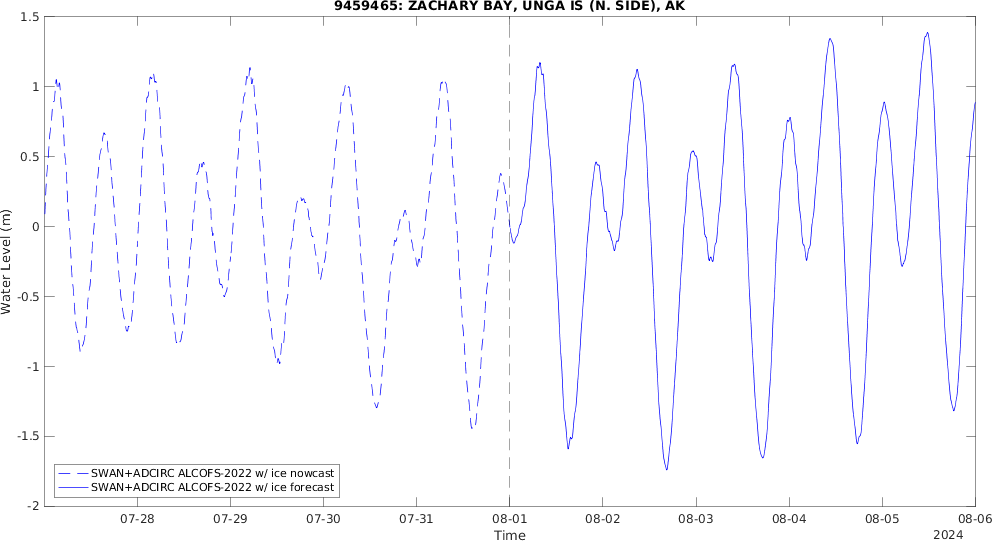 9459465: ZACHARY BAY, UNGA IS (N. SIDE), AK
1.5
1
0.5
0
-0.5
-1
-1.5
-2
Water Level (m)
SWAN+ADCIRC ALCOFS-2022 w/ ice nowcast
SWAN+ADCIRC ALCOFS-2022 w/ ice forecast
07-28 07-29 07-30 07-31 08-01 08-02 08-03 08-04 08-05 08-06
Time
2024